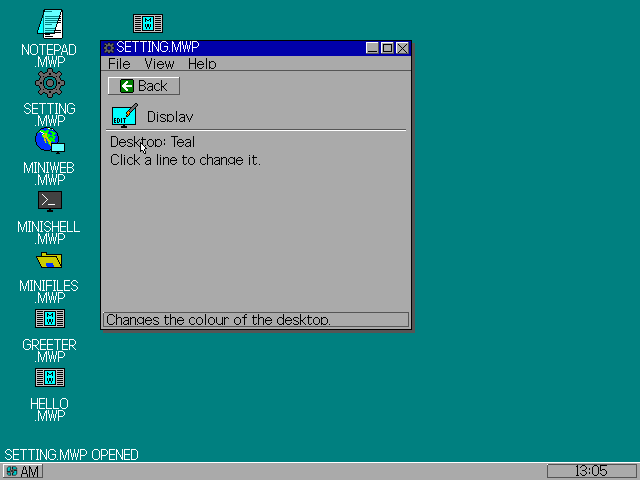 NOTEPAD
.MWP
SETTING
.MWP
MINIWEB
.MWP
MINISHELL
.MWP
MINIFILES
.MWP
GREETER
.MWP
HELLO
.MWP
SETTING.MWP
File View Help
Back
EDIT Display
Desktop: Teal
Click a line to change it.
Changes the colour of the desktop.
SETTING.MWP OPENED
AM 13:05